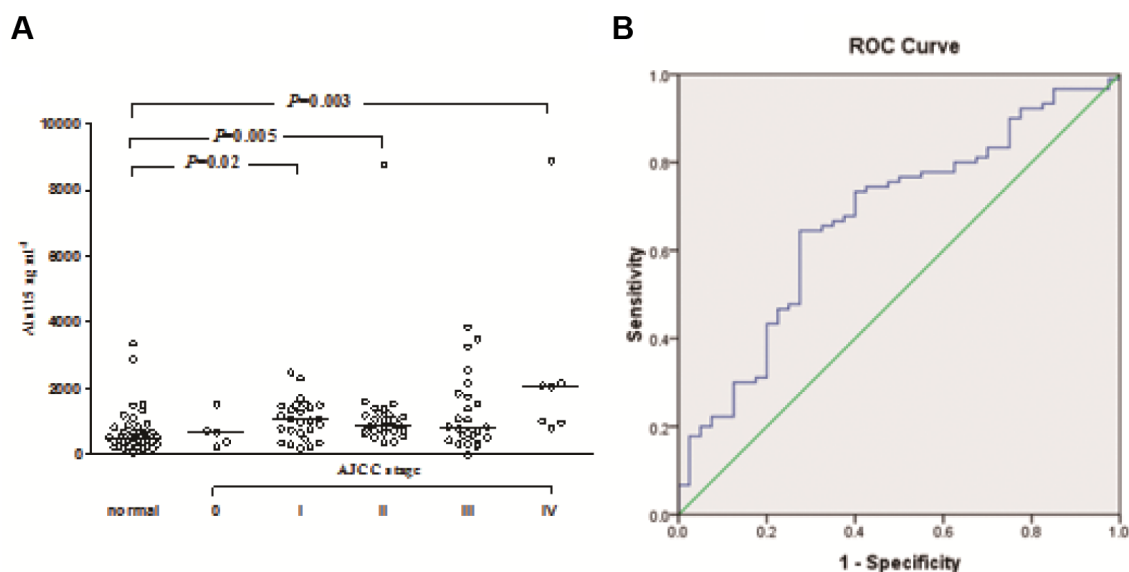 A
P=0.003
P=0.005
P=0.02
10000
8000
6000
4000
2000
0
AJCC stage
normal 0 I II III IV
B
ROC Curve
1.0
0.8
0.6
0.4
0.2
0.0
Sensitivity
0.0 0.2 0.4 0.6 0.8 1.0
1 - Specificity